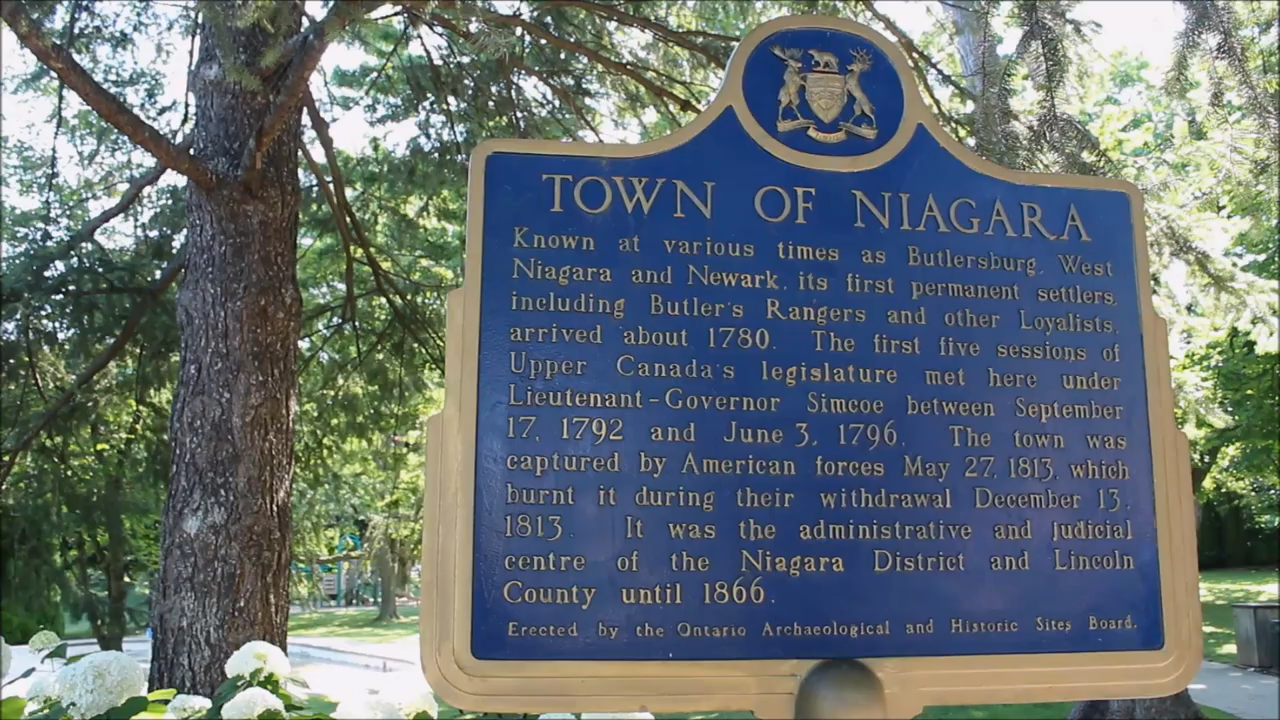 TOWN OF NIAGARA
Known at various times as Butlersburg, West
Niagara and Newark, its first permanent settlers,
including Butler's Rangers and other Loyalists,
arrived about 1780. The first five sessions of
Upper Canada's legislature met here under
Lieutenant-Governor Simcoe between September
17, 1792 and June 3, 1796. The town was
captured by American forces May 27, 1813, which
burnt it during their withdrawal December 13,
1813. It was the administrative and judicial
centre of the Niagara District and Lincoln
County until 1866.
Erected by the Ontario Archaeological and Historic Sites Board.